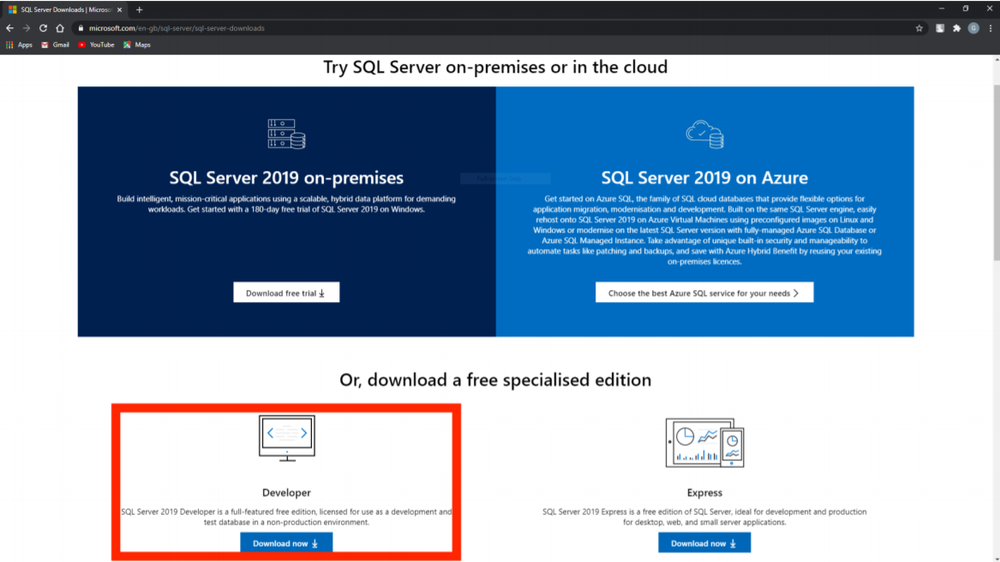 SQL Server Downloads | Microso
microsoft.com/en-gb/sql-server/sql-server-downloads
G
Apps
Gmail
YouTube
Maps
Try SQL Server on-premises or in the cloud
SQL Server 2019 on-premises
Build intelligent, mission-critical applications using a scalable, hybrid data platform for demanding
workloads. Get started with a 180-day free trial of SQL Server 2019 on Windows.
Download free trial
SQL Server 2019 on Azure
Get started on Azure SQL, the family of SQL cloud databases that provide flexible options for
application migration, modernisation and development. Built on the same SQL Server engine, easily
rehost onto SQL Server 2019 on Azure Virtual Machines using preconfigured images on Linux and
Windows or modernise on the latest SQL Server version with fully-managed Azure SQL Database or
Azure SQL Managed Instance. Take advantage of unique built-in security and manageability to
automate tasks like patching and backups, and save with Azure Hybrid Benefit by reusing your existing
on-premises licences.
Choose the best Azure SQL service for your needs
Or, download a free specialised edition
Developer
SQL Server 2019 Developer is a full-featured free edition, licensed for use as a development and
test database in a non-production environment.
Download now
Express
SQL Server 2019 Express is a free edition of SQL Server, ideal for development and production
for desktop, web, and small server applications.
Download now